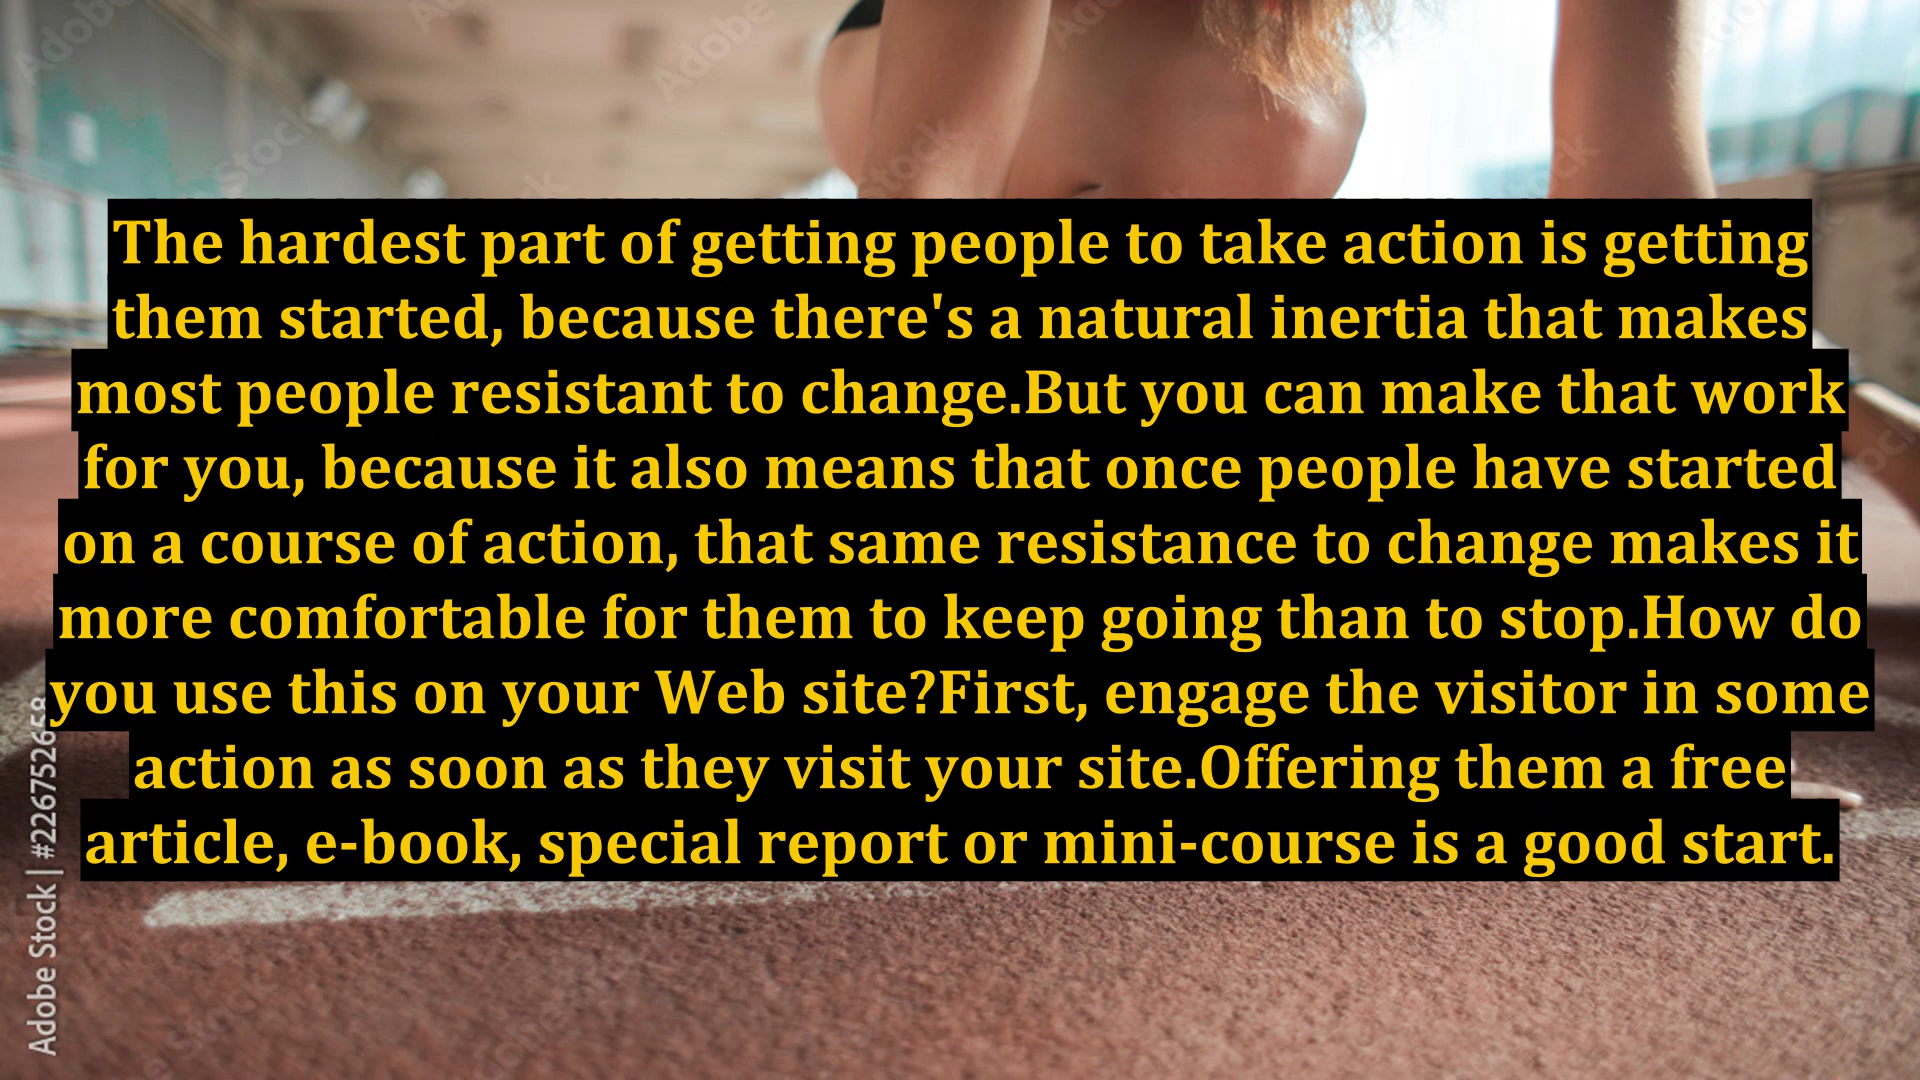 The hardest part of getting people to take action is getting
them started, because there's a natural inertia that makes
most people resistant to change.But you can make that work
for you, because it also means that once people have started
on a course of action, that same resistance to change makes it
more comfortable for them to keep going than to stop.How do
you use this on your Web site?First, engage the visitor in some
action as soon as they visit your site.Offering them a free
article, e-book, special report or mini-course is a good start.
Adobe Stock | #226752658